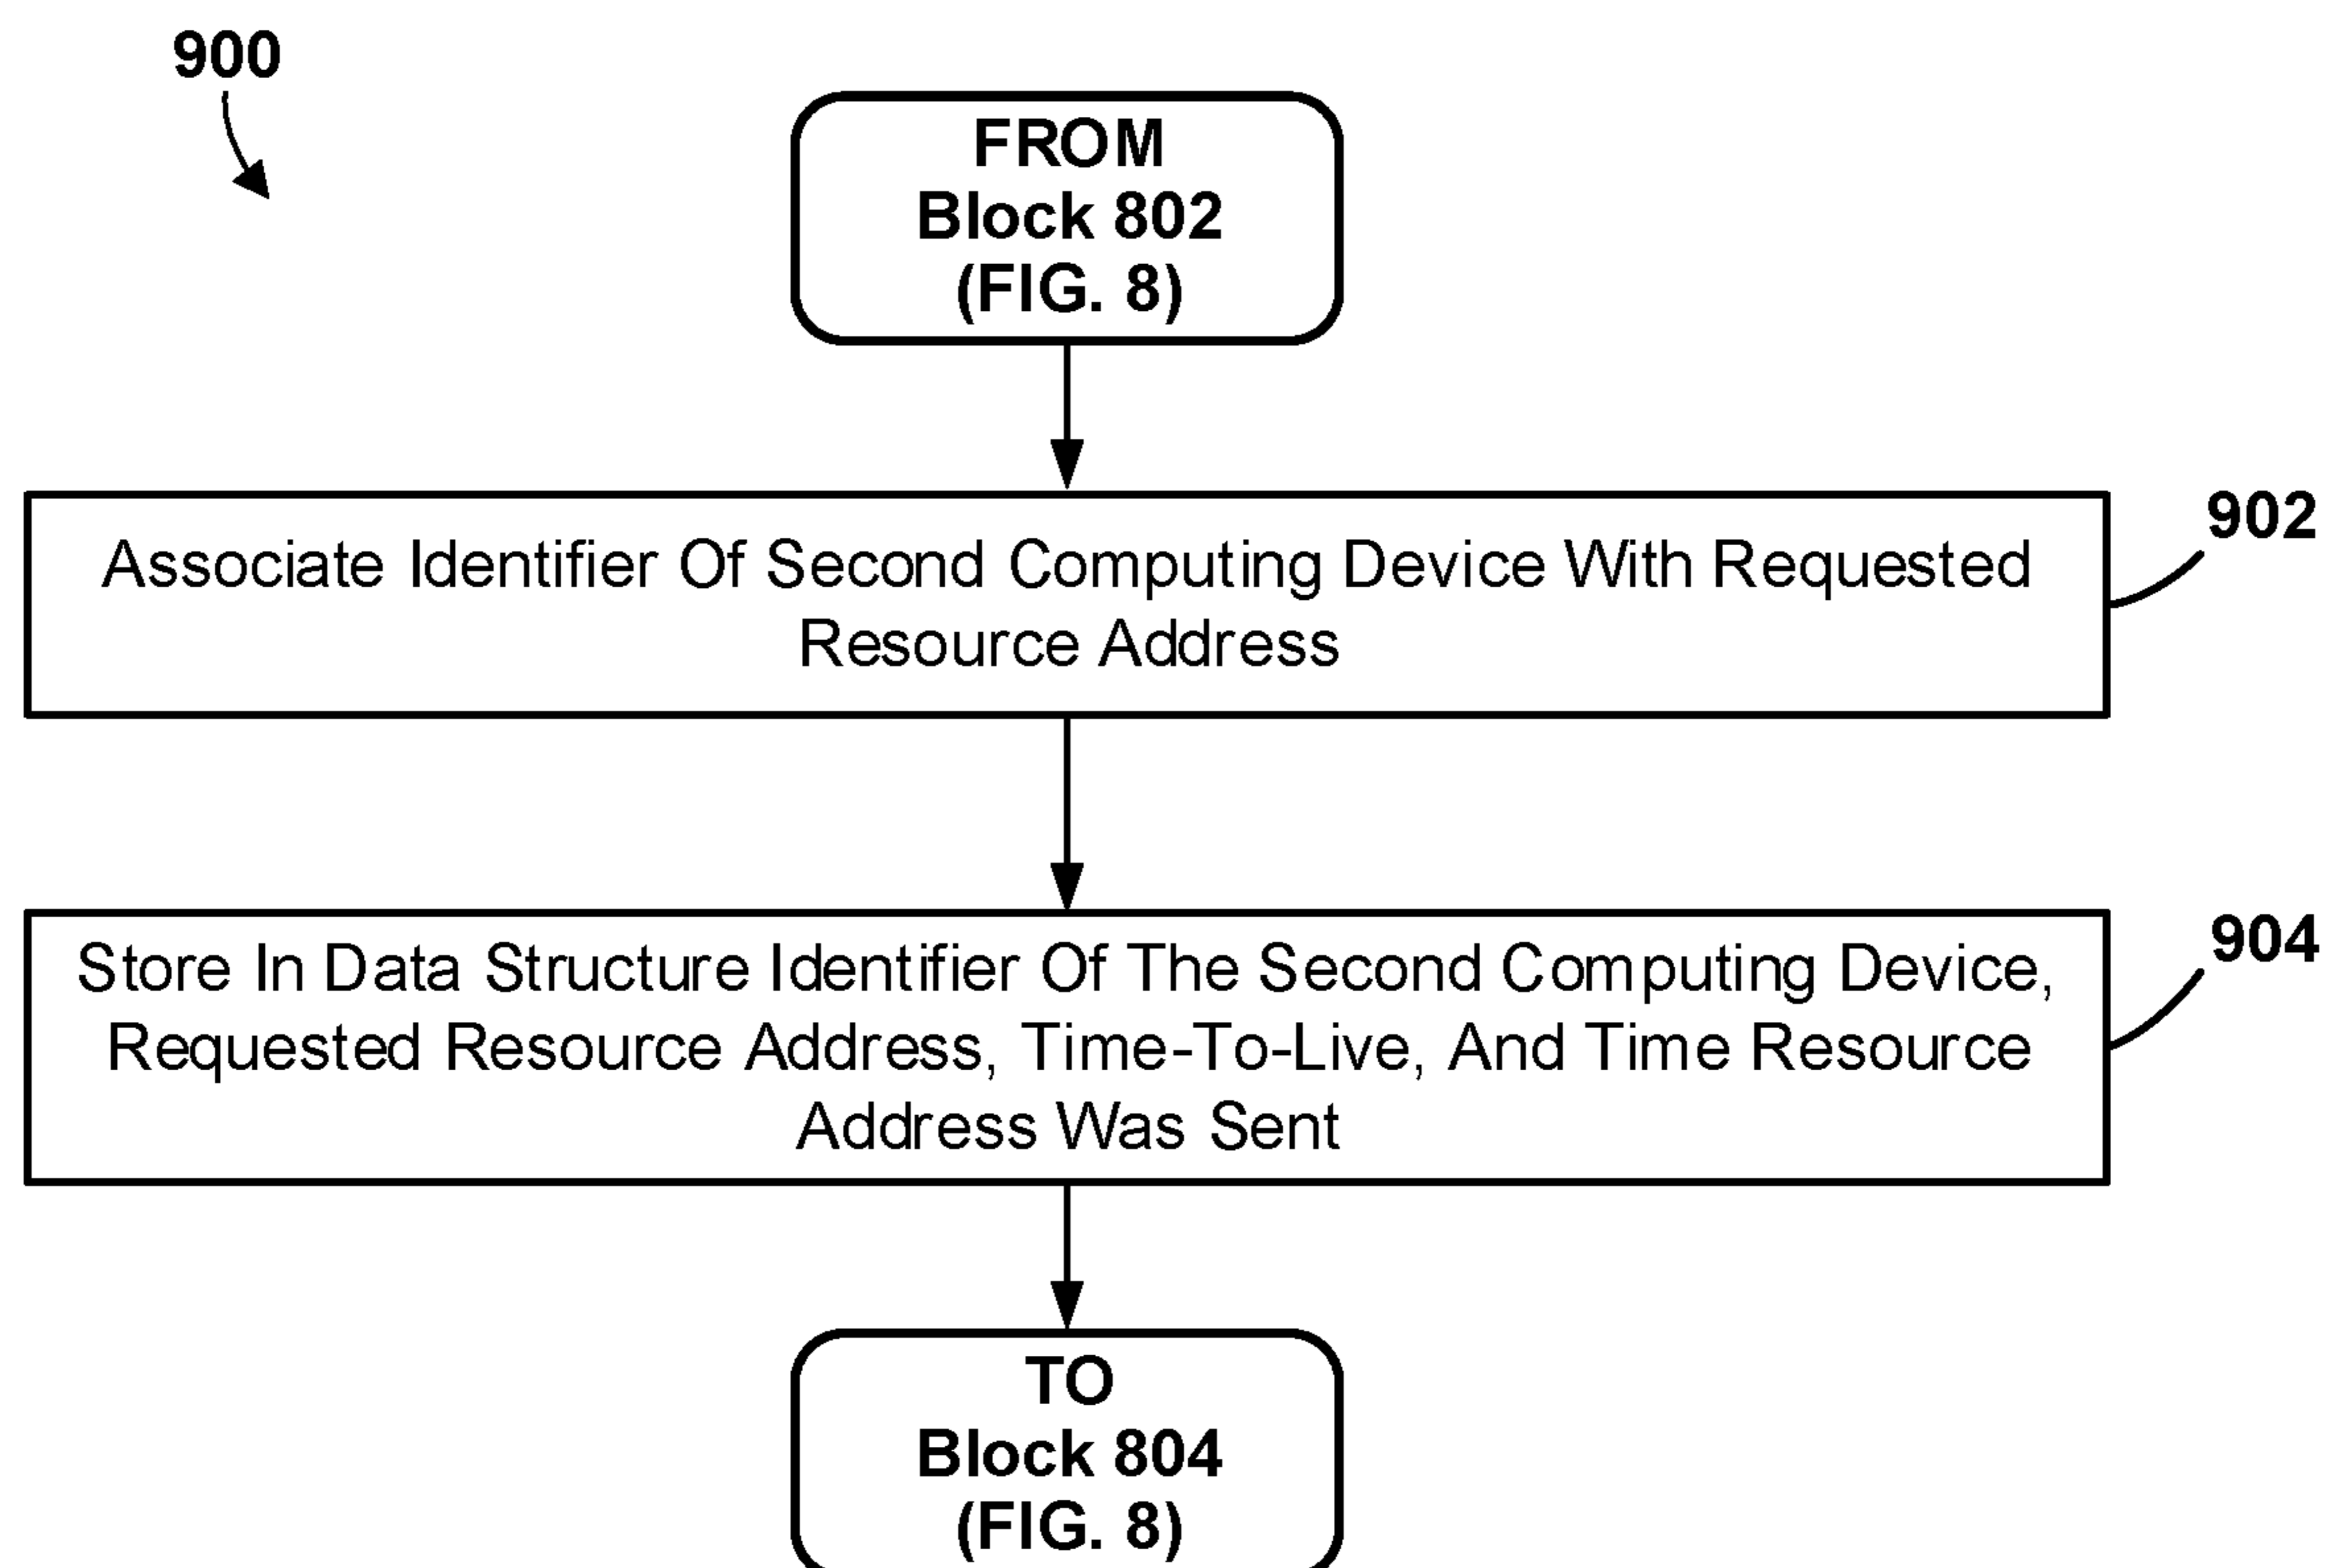 900
FROM
Block 802
(FIG. 8)
Associate Identifier Of Second Computing Device With Requested
Resource Address
902
Store In Data Structure Identifier Of The Second Computing Device,
Requested Resource Address, Time-To-Live, And Time Resource
Address Was Sent
904
TO
Block 804
(FIG. 8)